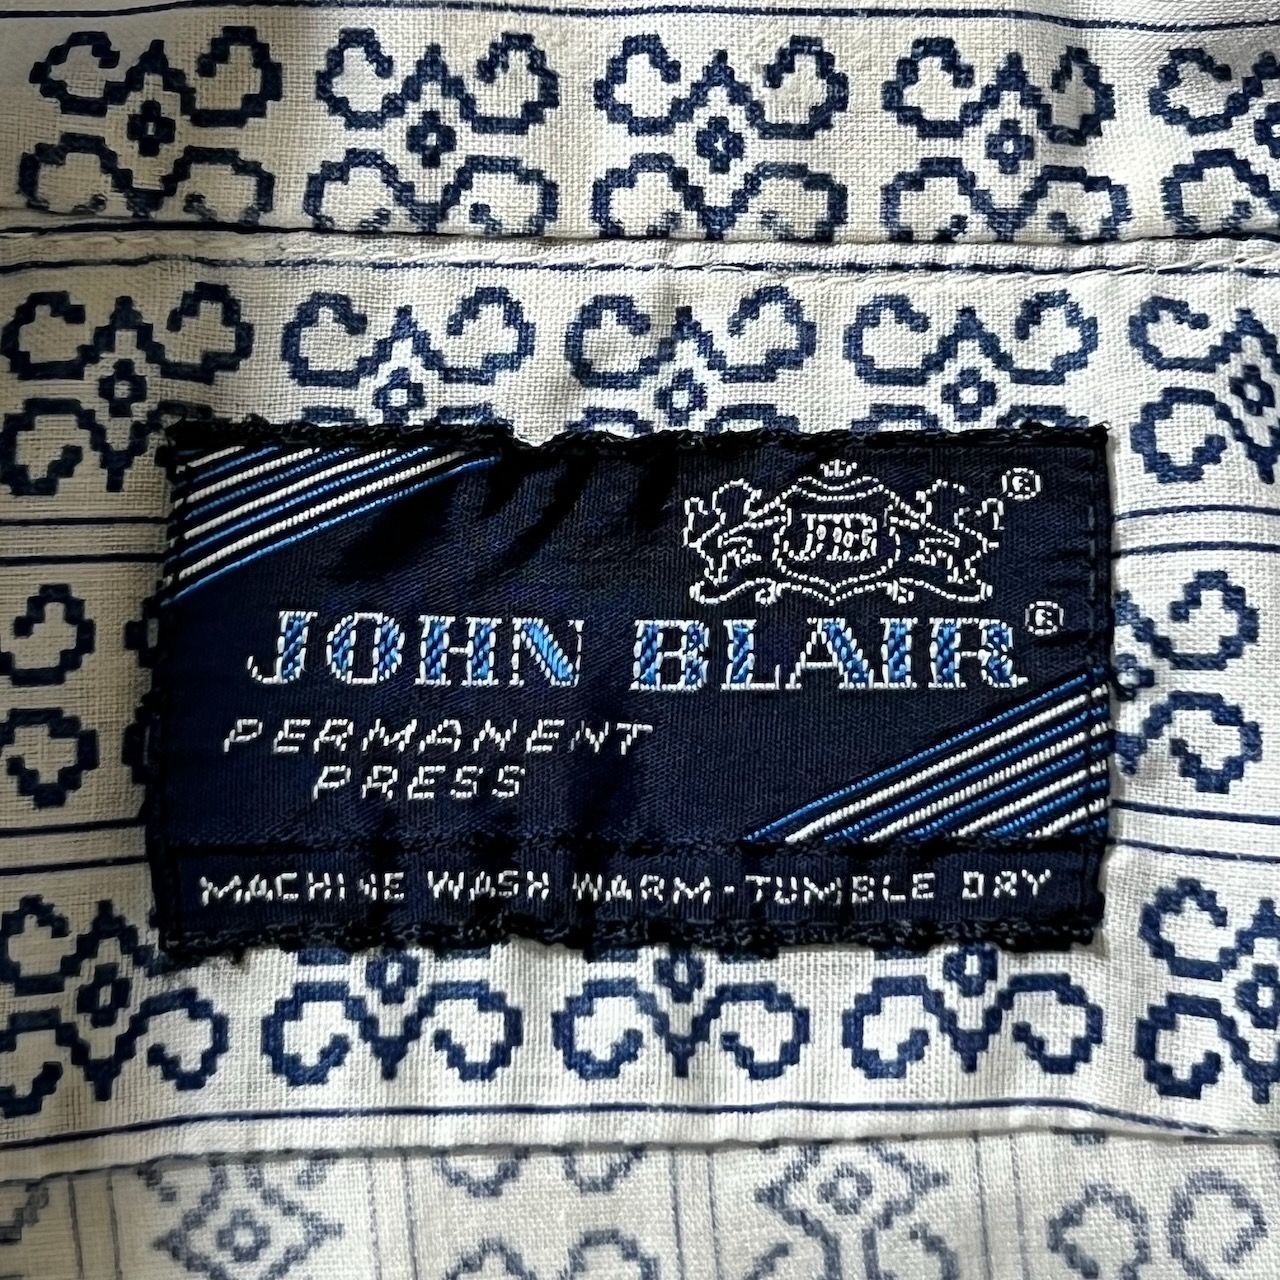 JB ®
JOHN BLAIR ®
PERMANENT
PRESS
MACHINE WASH WARM - TUMBLE DRY